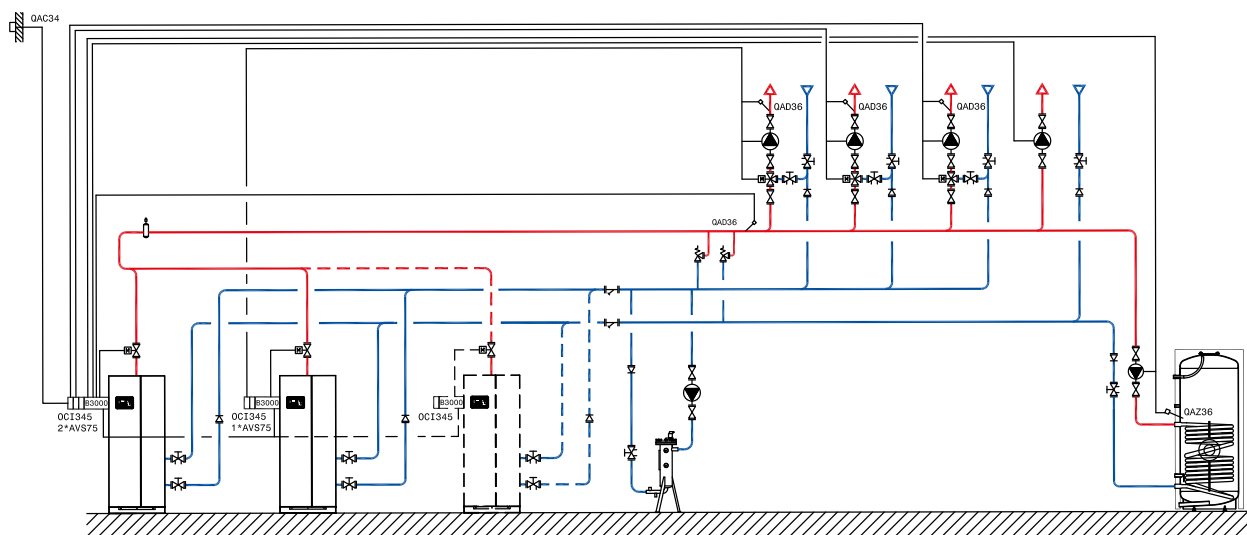 QAC34
QAD36
QAD36
QAD36
QAD36
B3000
OCI345
2*AVS75
B3000
OCI345
1*AVS75
B3000
OCI345
QAZ36